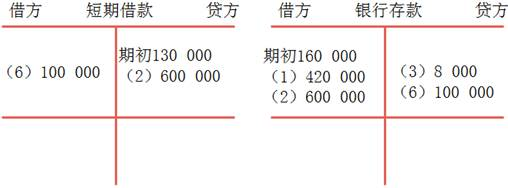 借方 短期借款 贷方
期初130 000
（6）100 000 （2）600 000
借方 银行存款 贷方
期初160 000
（1）420 000 （3）8 000
（2）600 000 （6）100 000